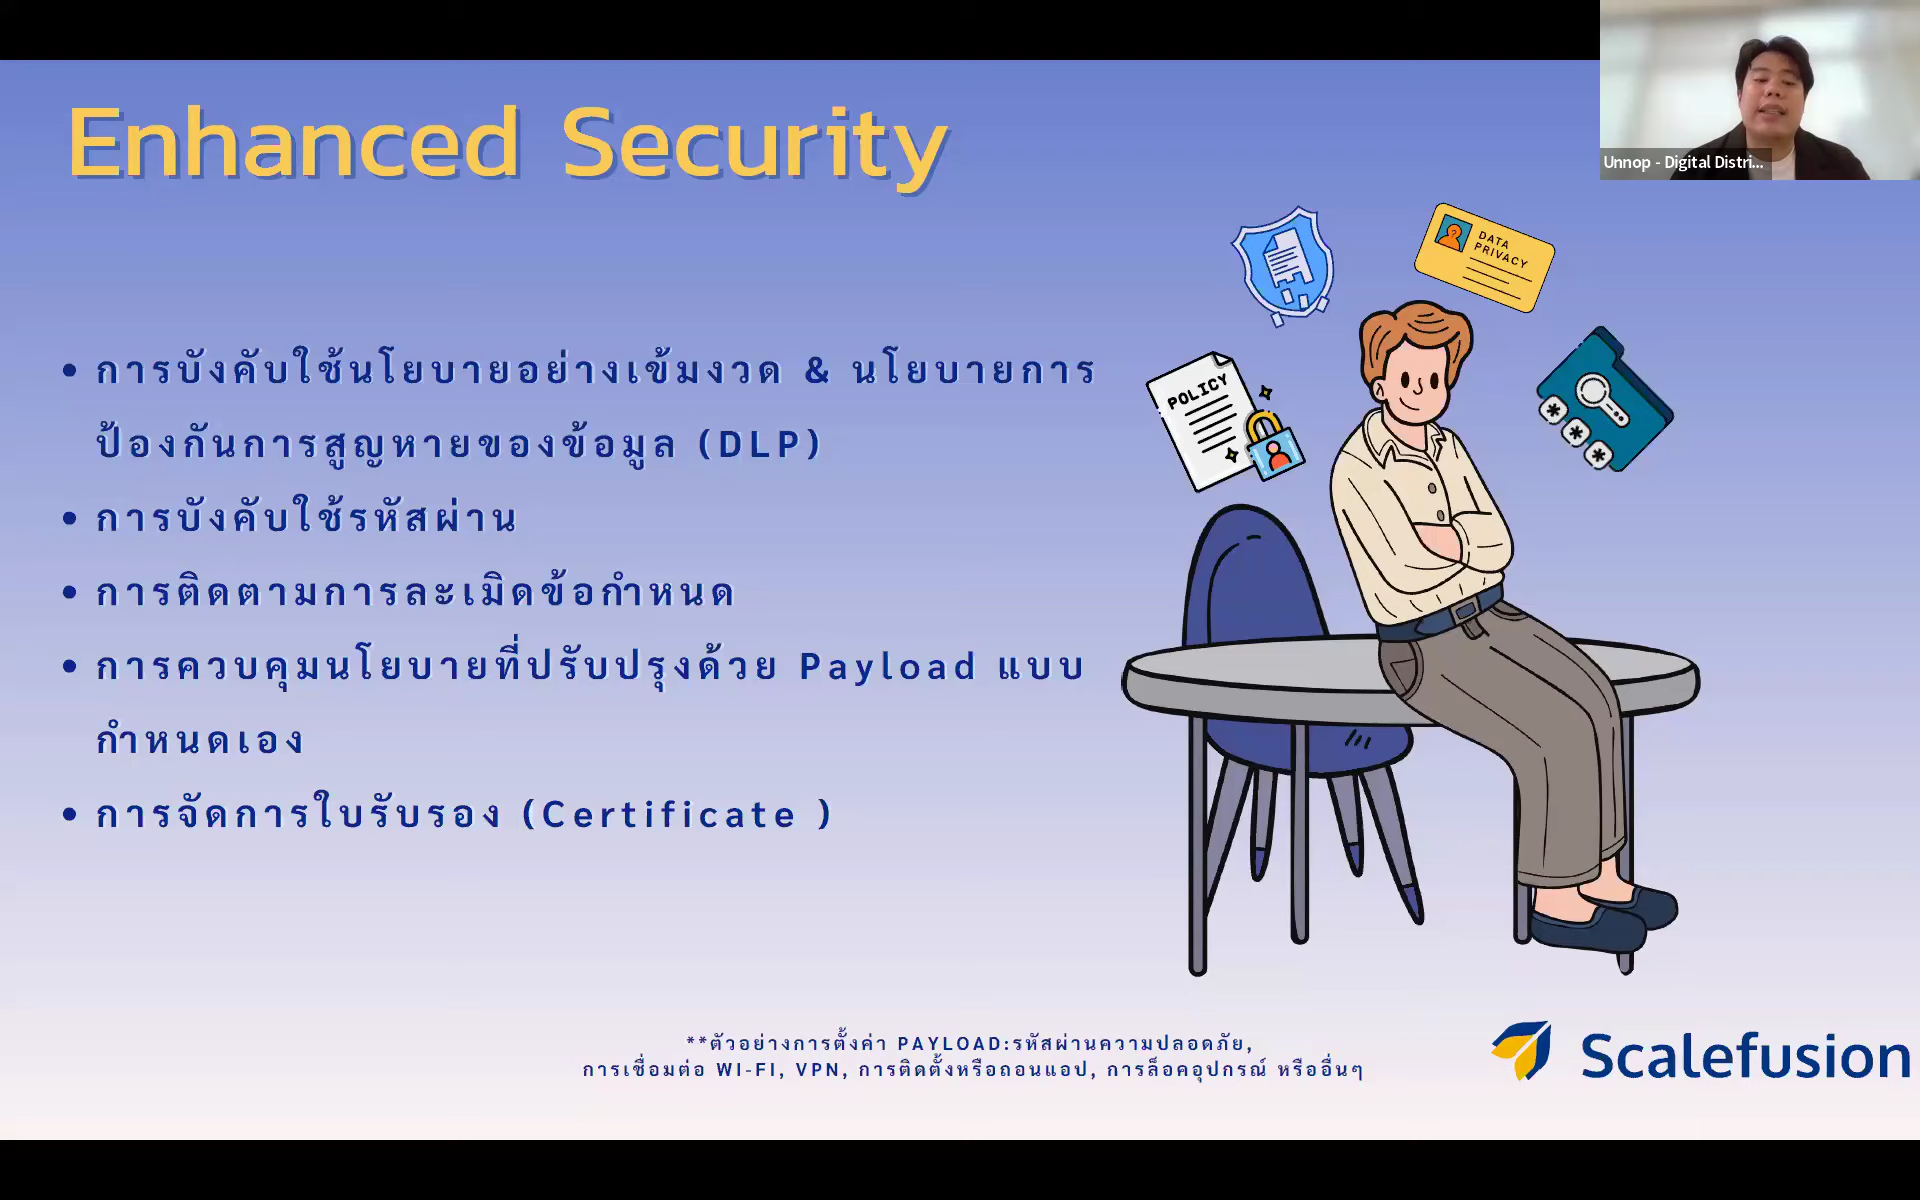 Enhanced Security
Unnop - Digital Distri...
DATA
PRIVACY
POLICY
• การบังคับใช้นโยบายอย่างเข้มงวด & นโยบายการ
ป้องกันการสูญหายของข้อมูล (DLP)
• การบังคับใช้รหัสผ่าน
• การติดตามการละเมิดข้อกำหนด
• การควบคุมนโยบายที่ปรับปรุงด้วย Payload แบบ
กำหนดเอง
• การจัดการใบรับรอง (Certificate )
**ตัวอย่างการตั้งค่า PAYLOAD:รหัสผ่านความปลอดภัย,
การเชื่อมต่อ WI-FI, VPN, การติดตั้งหรือถอนแอป, การล็อคอุปกรณ์ หรืออื่นๆ
Scalefusion